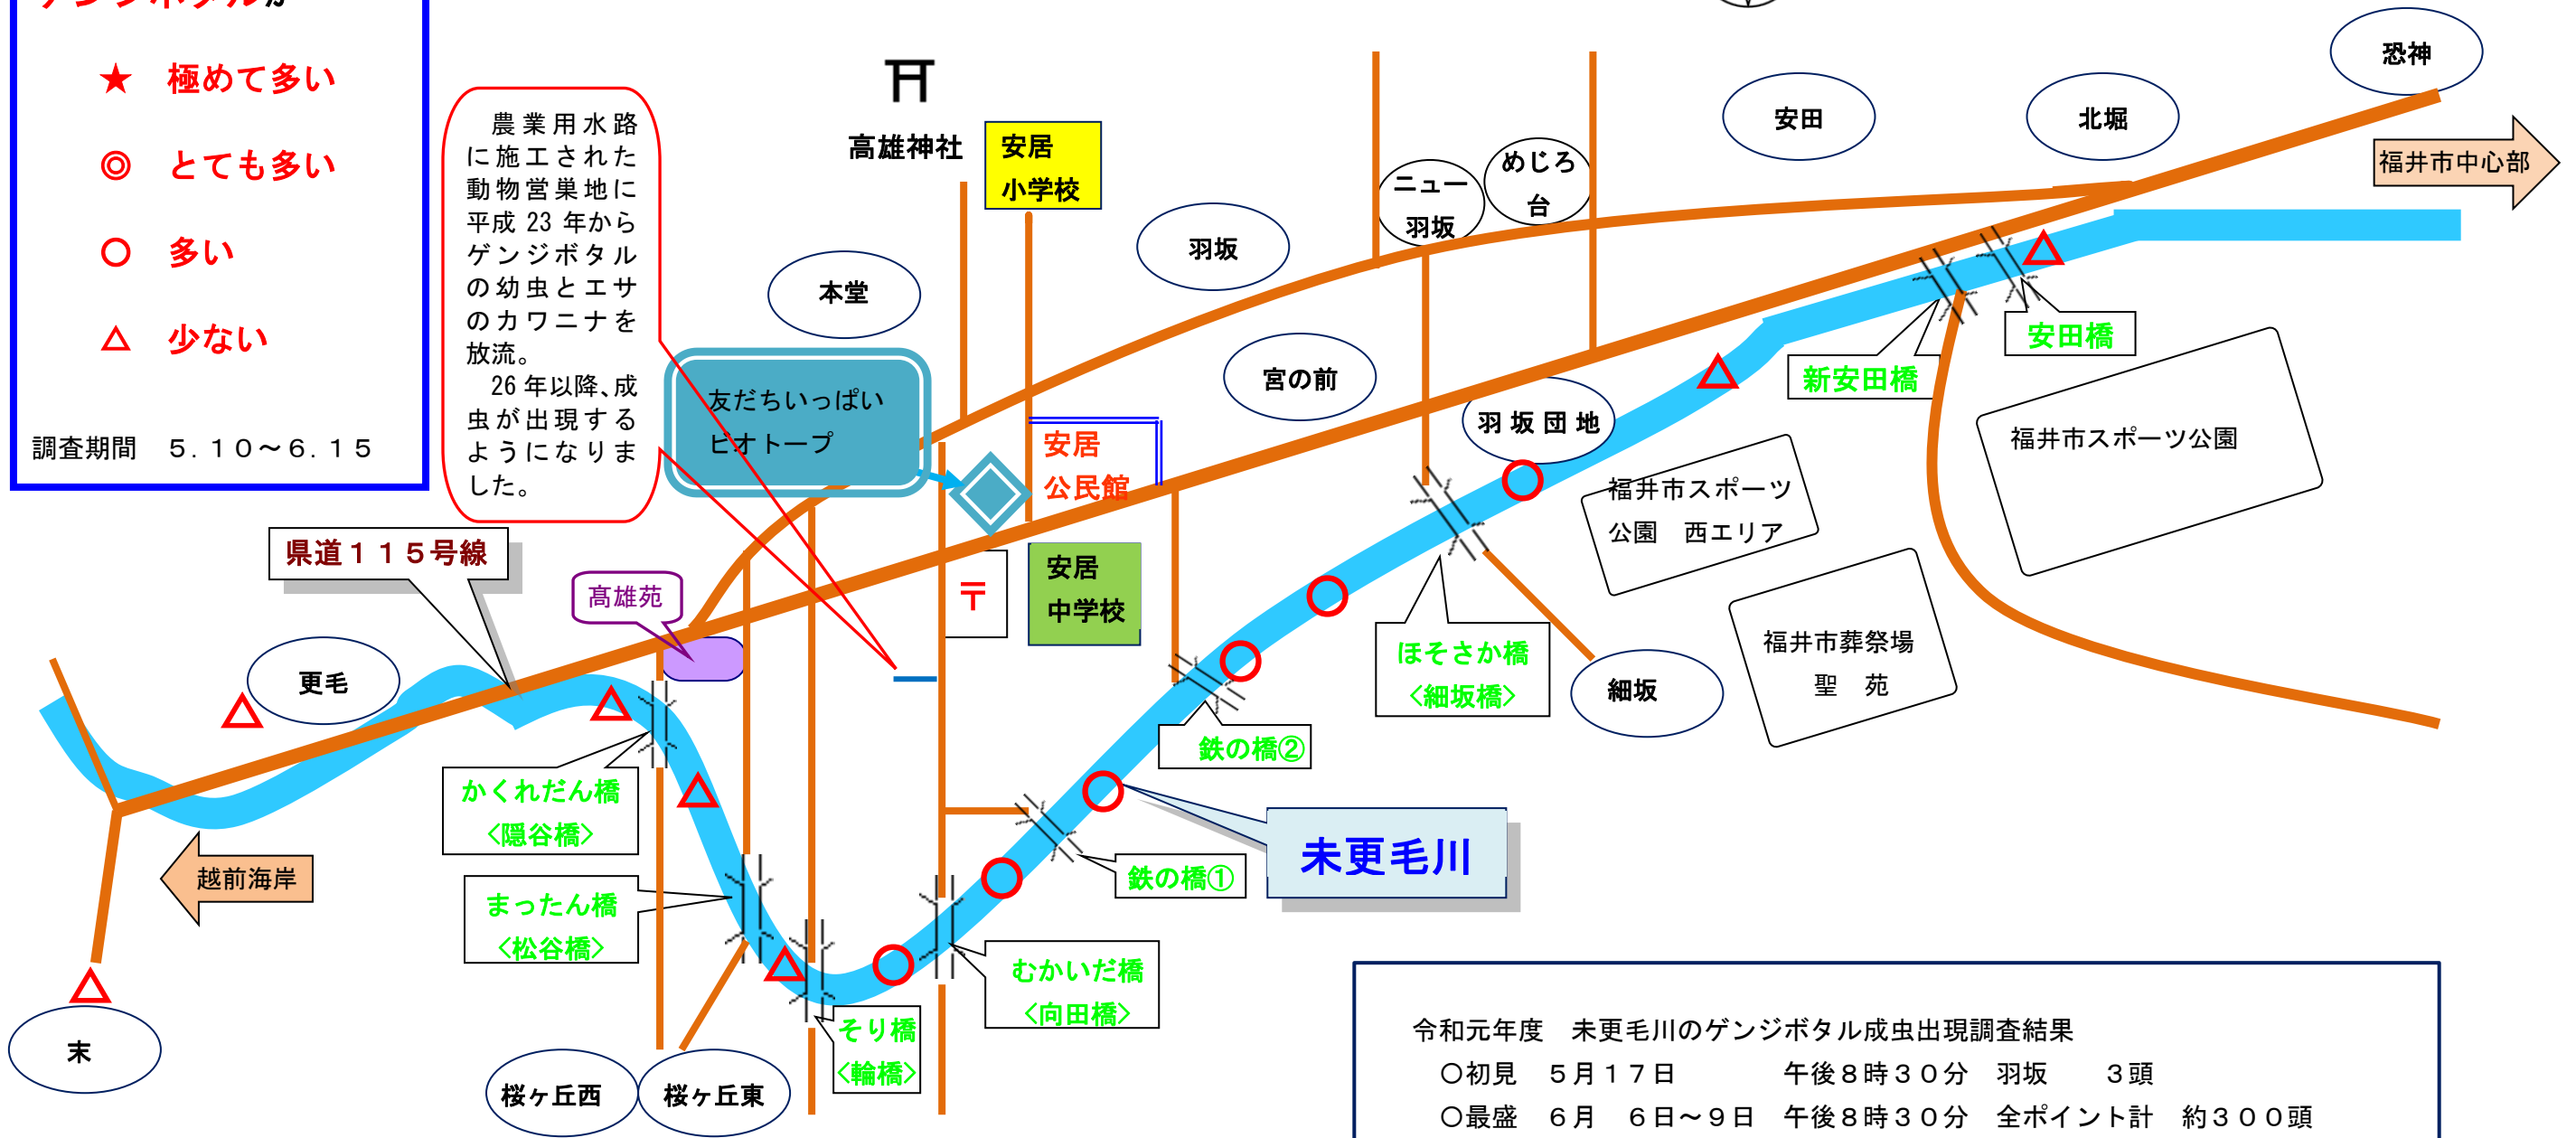 ゲンジボタルが
★ 極めて多い
◎ とても多い
○ 多い
△ 少ない
調査期間 5.10～6.15
農業用水路
に施工された
動物営巣地に
平成23年から
ゲンジボタル
の幼虫とエサ
のカワニナを
放流。
26年以降、成
虫が出現する
ようになりま
した。
高雄神社
安居
小学校
本堂
羽坂
ニュー
羽坂
めじろ
台
安田
北堀
恐神
福井市中心部
友だちいっぱい
ビオトープ
安居
公民館
宮の前
羽坂団地
新安田橋
安田橋
福井市スポーツ公園
福井市スポーツ
公園 西エリア
福井市葬祭場
聖 苑
県道115号線
髙雄苑
〒
安居
中学校
更毛
ほそさか橋
<細坂橋>
細坂
鉄の橋②
かくれだん橋
<隠谷橋>
未更毛川
鉄の橋①
越前海岸
まったん橋
<松谷橋>
むかいだ橋
<向田橋>
そり橋
<輪橋>
末
桜ヶ丘西
桜ヶ丘東
令和元年度 未更毛川のゲンジボタル成虫出現調査結果
○初見 5月17日 午後8時30分 羽坂 3頭
○最盛 6月 6日～9日 午後8時30分 全ポイント計 約300頭